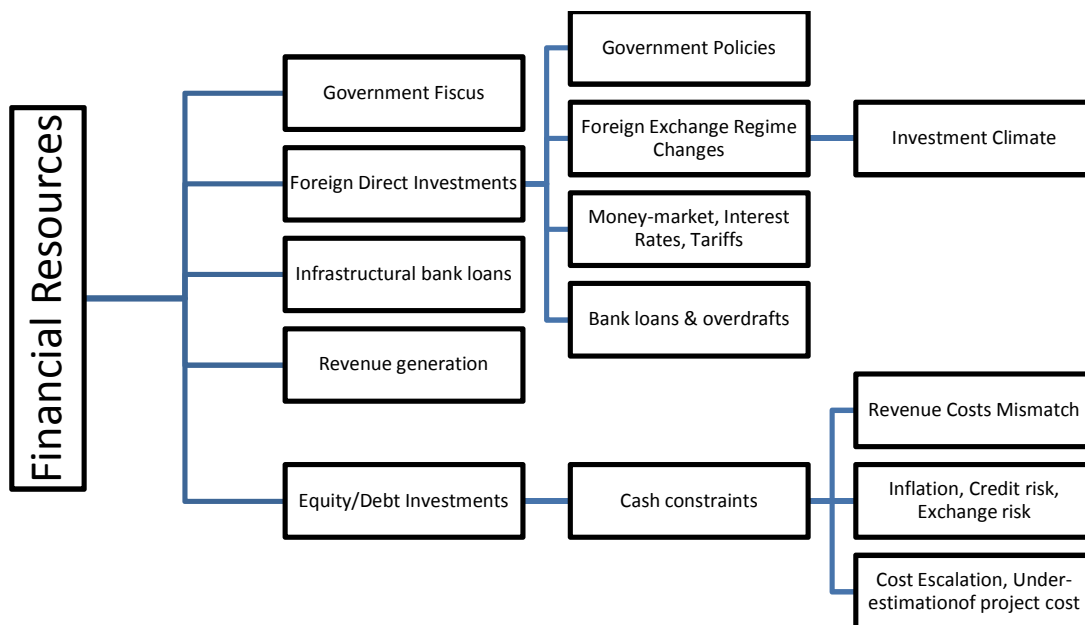 Financial Resources
Government Fiscus
Foreign Direct Investments
Infrastructural bank loans
Revenue generation
Equity/Debt Investments
Government Policies
Foreign Exchange Regime
Changes
Money-market, Interest
Rates, Tariffs
Bank loans & overdrafts
Cash constraints
Investment Climate
Revenue Costs Mismatch
Inflation, Credit risk,
Exchange risk
Cost Escalation, Under-
estimationof project cost